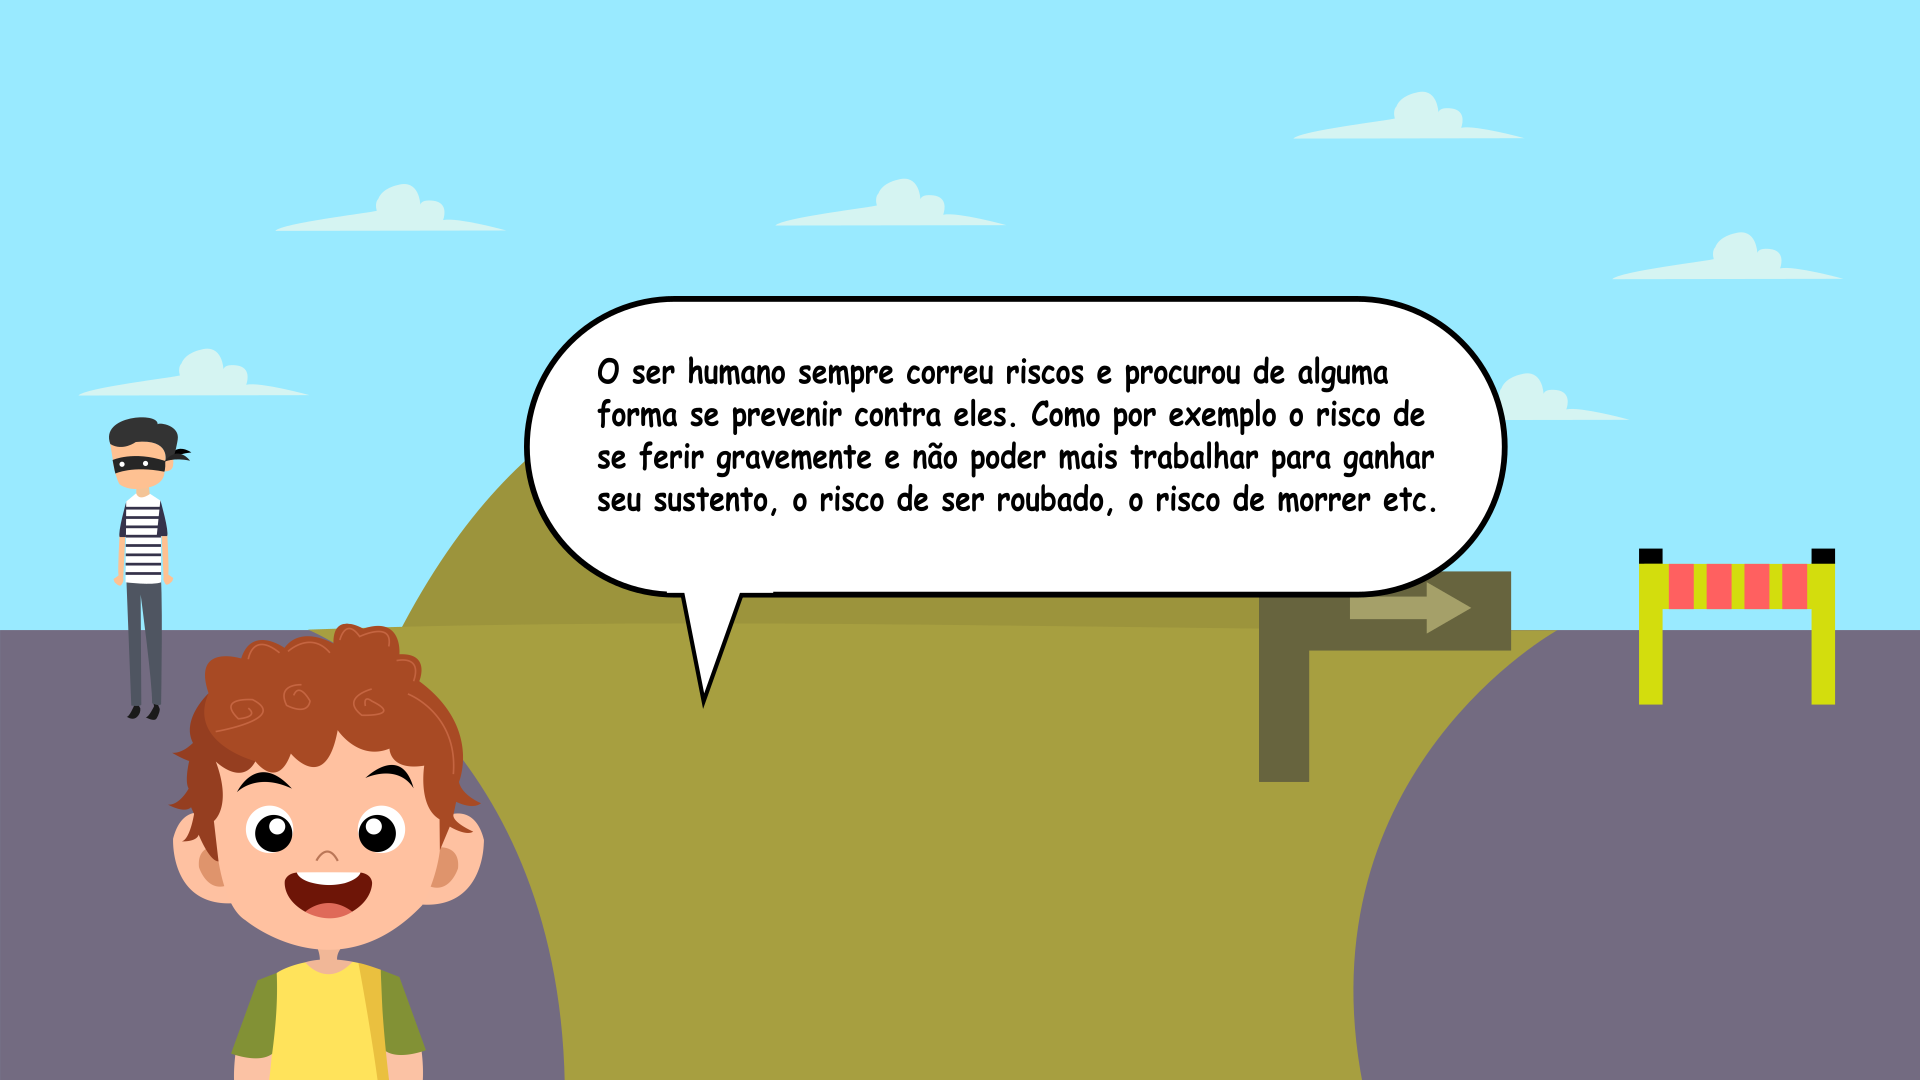 O ser humano sempre correu riscos e procurou de alguma
forma se prevenir contra eles. Como por exemplo o risco de
se ferir gravemente e não poder mais trabalhar para ganhar
seu sustento, o risco de ser roubado, o risco de morrer etc.